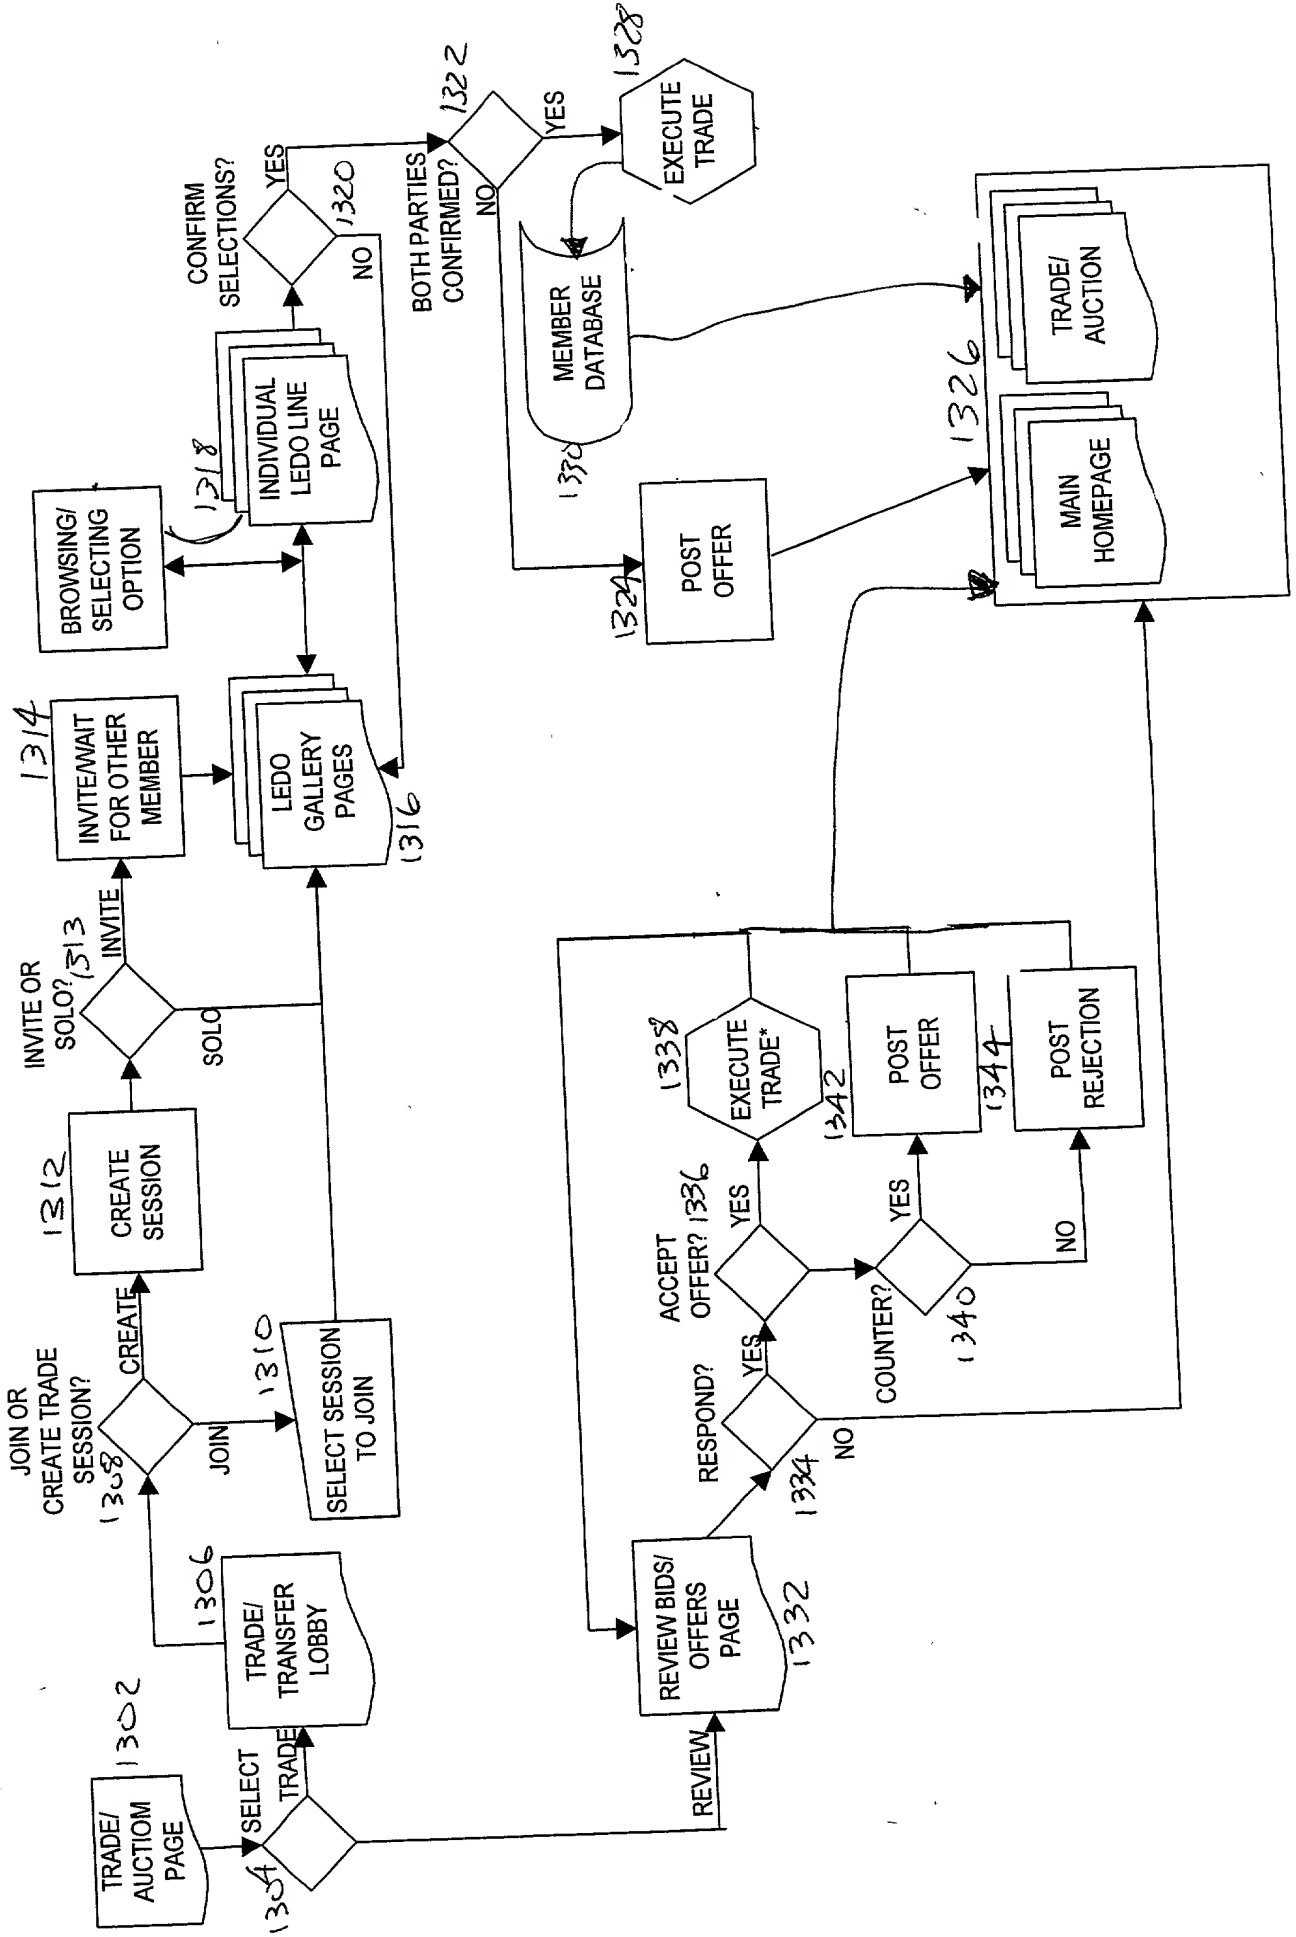 TRADE/
AUCTIOM
PAGE
1302
SELECT
1304
TRADE
REVIEW
TRADE/
TRANSFER
LOBBY
1306
JOIN OR
CREATE TRADE
SESSION?
1308
CREATE
JOIN
SELECT SESSION
TO JOIN
1310
CREATE
SESSION
1312
INVITE OR
SOLO?
1313
INVITE
SOLO
INVITE/WAIT
FOR OTHER
MEMBER
1314
LEDO
GALLERY
PAGES
1316
BROWSING/
SELECTING
OPTION
INDIVIDUAL
LEDO LINE
PAGE
1318
CONFIRM
SELECTIONS?
YES
1320
NO
BOTH PARTIES
CONFIRMED?
1322
NO
YES
EXECUTE
TRADE
1328
MEMBER
DATABASE
1330
POST
OFFER
1324
1326
MAIN
HOMEPAGE
TRADE/
AUCTION
REVIEW BIDS/
OFFERS
PAGE
1332
RESPOND?
1334
YES
NO
ACCEPT
OFFER?
1336
YES
EXECUTE
TRADE*
1338
COUNTER?
1340
YES
NO
POST
OFFER
1342
POST
REJECTION
1344